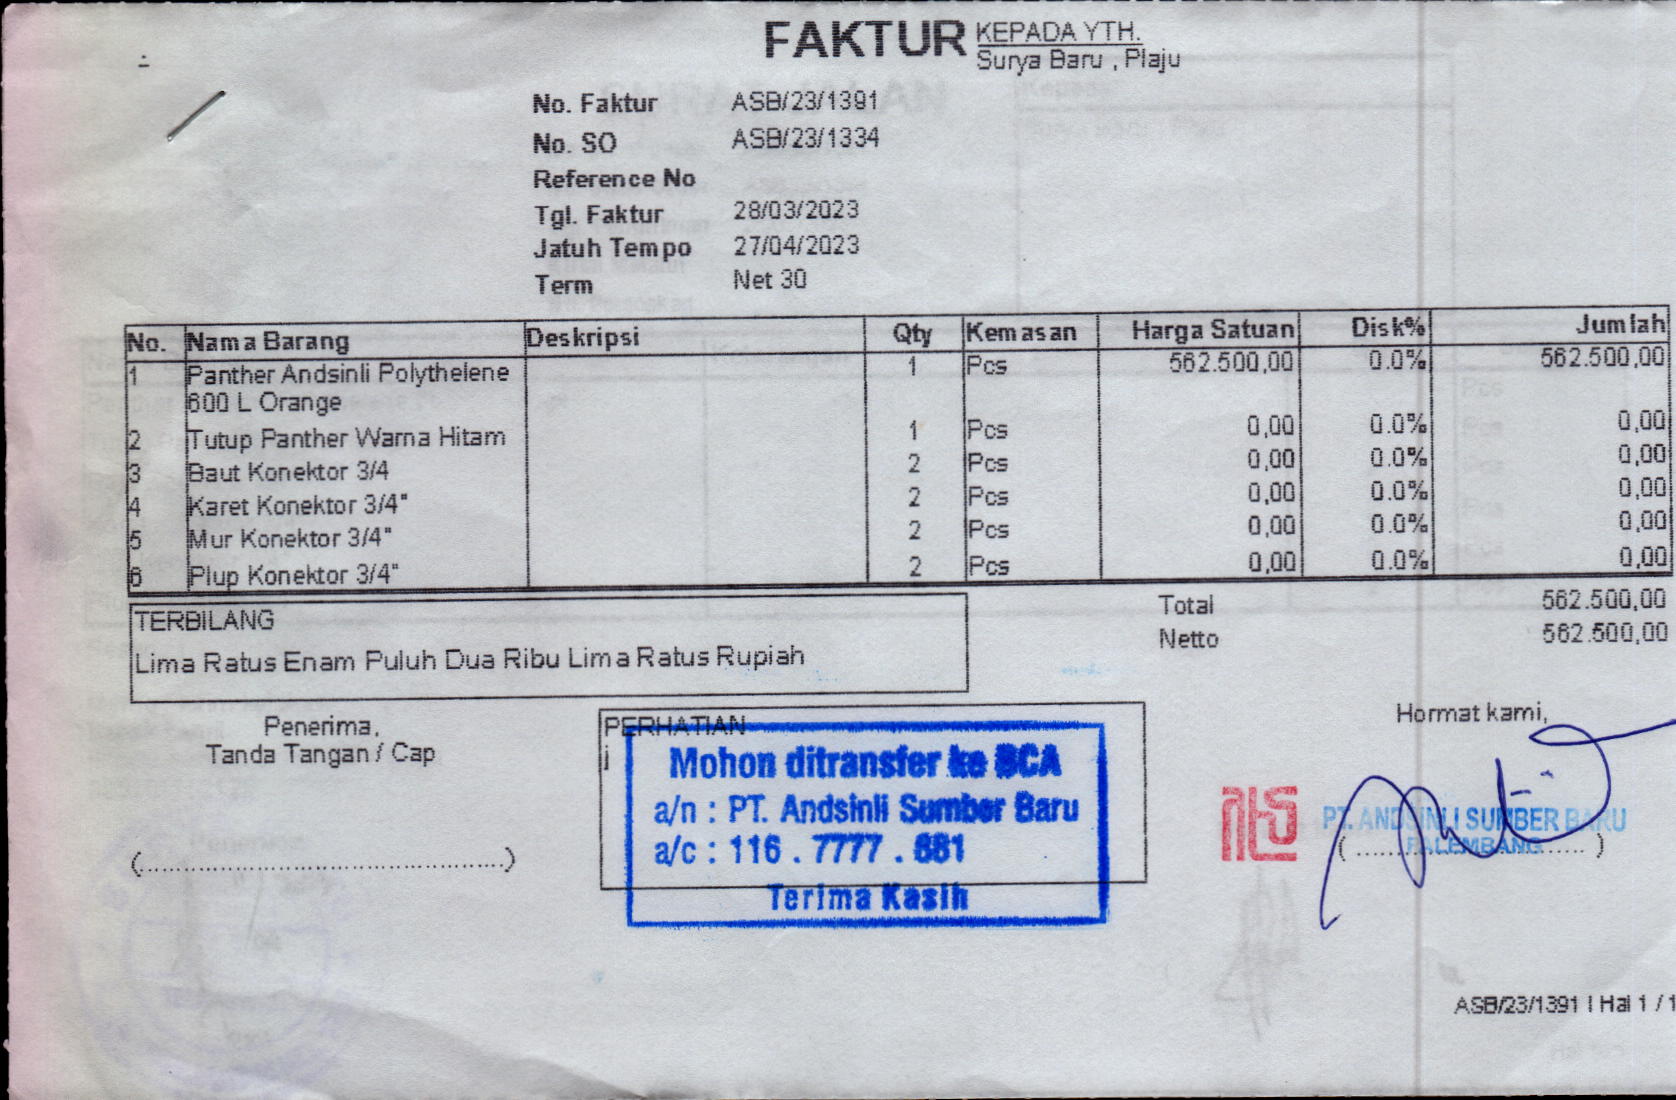 FAKTUR
KEPADA YTH.
Surya Baru , Plaju
No. Faktur ASB/23/1391
No. SO ASB/23/1334
Reference No
Tgl. Faktur 28/03/2023
Jatuh Tempo 27/04/2023
Term Net 30
No. Nama Barang Deskripsi Qty Kemasan Harga Satuan Disk% Jumlah
1 Panther Andsinli Polythelene 1 Pcs 562.500,00 0.0% 562.500,00
600 L Orange
2 Tutup Panther Warna Hitam 1 Pcs 0,00 0.0% 0,00
3 Baut Konektor 3/4 2 Pcs 0,00 0.0% 0,00
4 Karet Konektor 3/4" 2 Pcs 0,00 0.0% 0,00
5 Mur Konektor 3/4" 2 Pcs 0,00 0.0% 0,00
6 Plup Konektor 3/4" 2 Pcs 0,00 0.0% 0,00
Total 562.500,00
Netto 562.500,00
TERBILANG
Lima Ratus Enam Puluh Dua Ribu Lima Ratus Rupiah
Penerima,
Tanda Tangan / Cap
(........................................................)
PERHATIAN
i
Mohon ditransfer ke BCA
a/n : PT. Andsinli Sumber Baru
a/c : 116 . 7777 . 881
Terima Kasih
Hormat kami,
PT. ANDSINLI SUMBER BARU
PALEMBANG
ASB/23/1391 | Hal 1 / 1